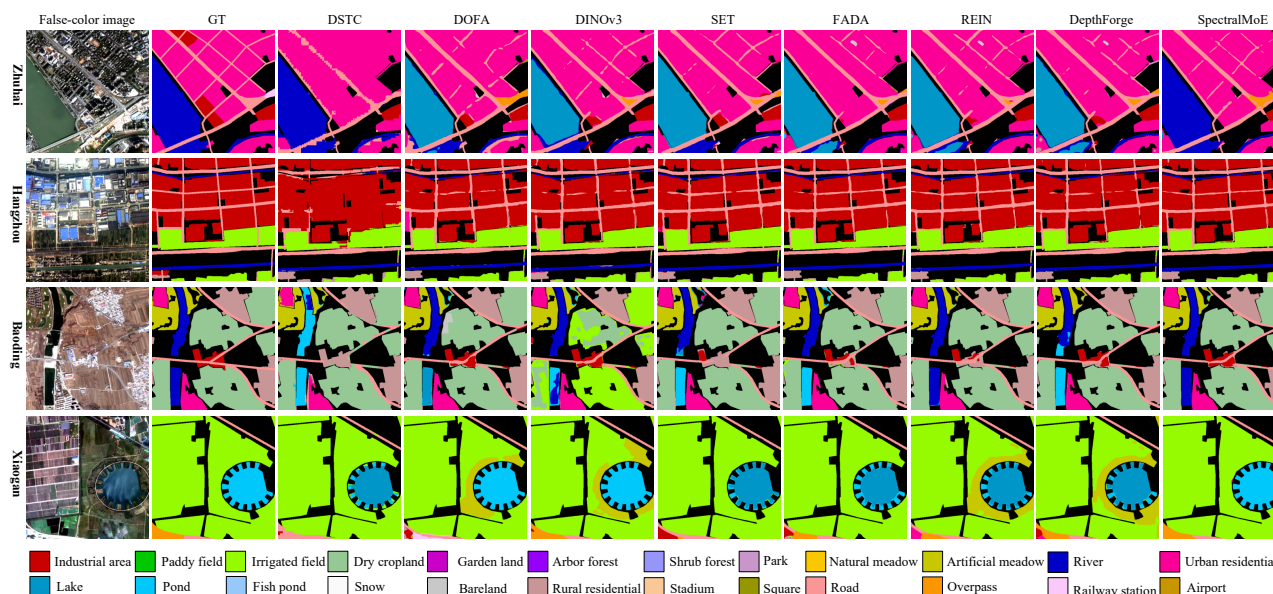 False-color image GT DSTC DOFA DINOv3 SET FADA REIN DepthForge SpectralMoE
Zhuhai
Hangzhou
Baoding
Xiaogan
Industrial area Paddy field Irrigated field Dry cropland Garden land Arbor forest Shrub forest Park Natural meadow Artificial meadow River Urban residential
Lake Pond Fish pond Snow Bareland Rural residential Stadium Square Road Overpass Railway station Airport